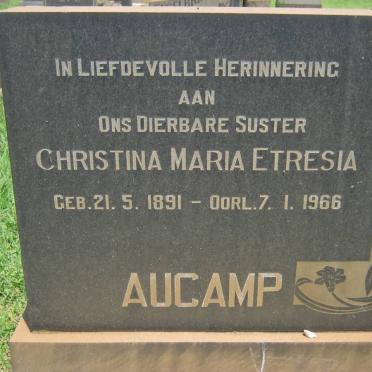 IN LIEFDEVOLLE HERINNERING
AAN
ONS DIERBARE SUSTER
CHRISTINA MARIA ETRESIA
GEB. 21. 5. 1891 - OORL. 7. 1. 1966
AUCAMP